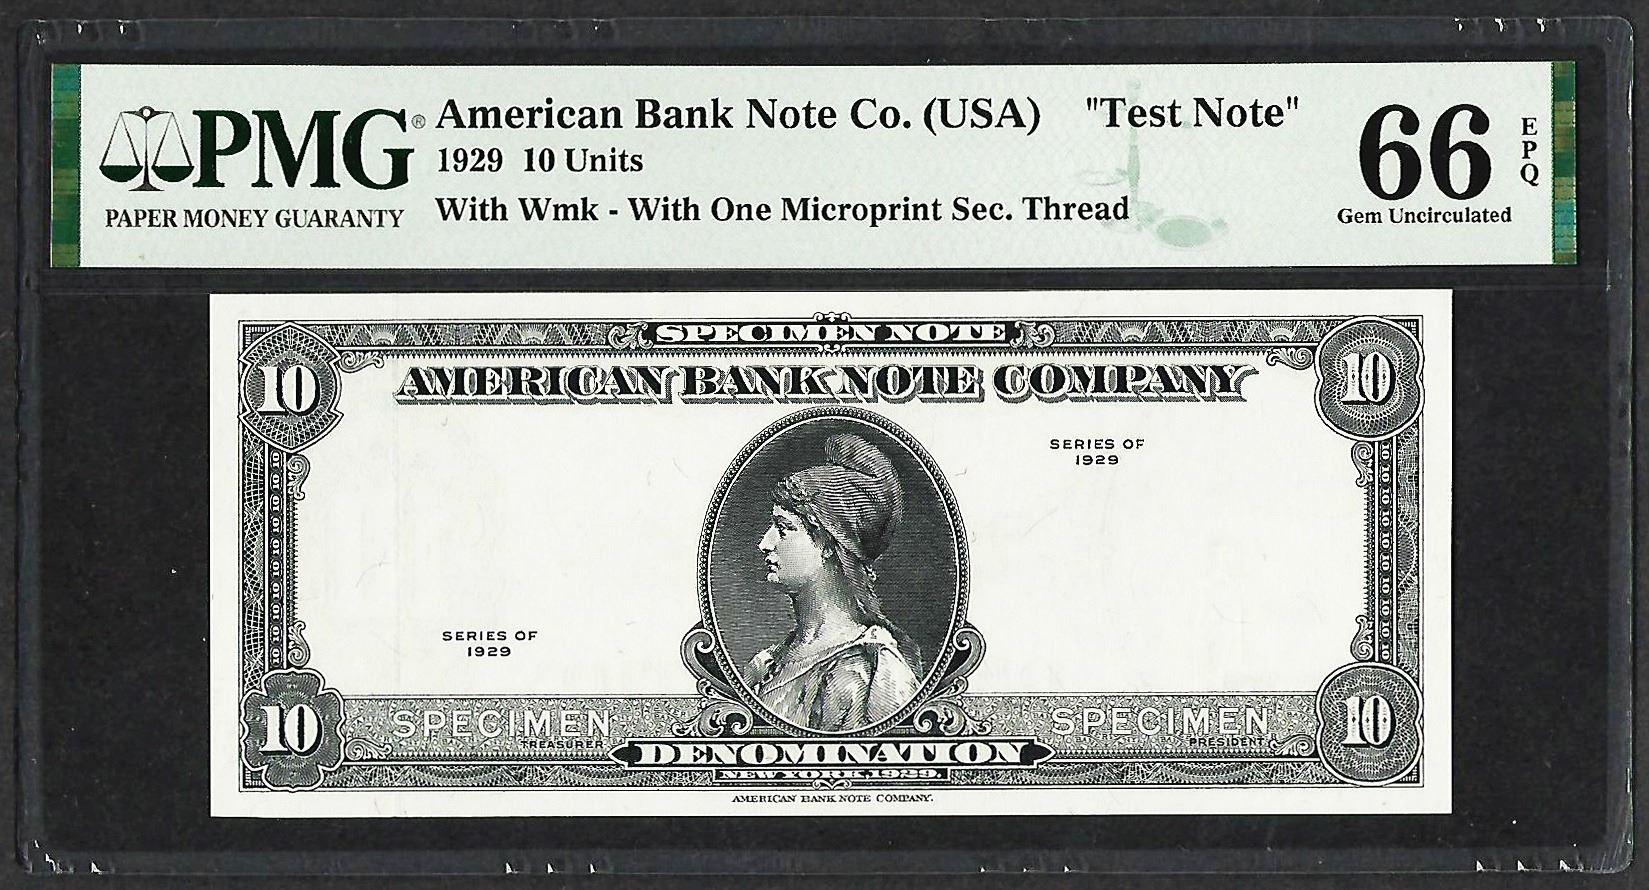 PMG® American Bank Note Co. (USA) "Test Note"
1929 10 Units
PAPER MONEY GUARANTY
With Wmk - With One Microprint Sec. Thread
66 EPQ
Gem Uncirculated
SPECIMEN NOTE
10 AMERICAN BANK NOTE COMPANY 10
SERIES OF
1929
SERIES OF
1929
10 SPECIMEN SPECIMEN 10
TREASURER PRESIDENT
DENOMINATION
NEW YORK, 1929.
AMERICAN BANK NOTE COMPANY.